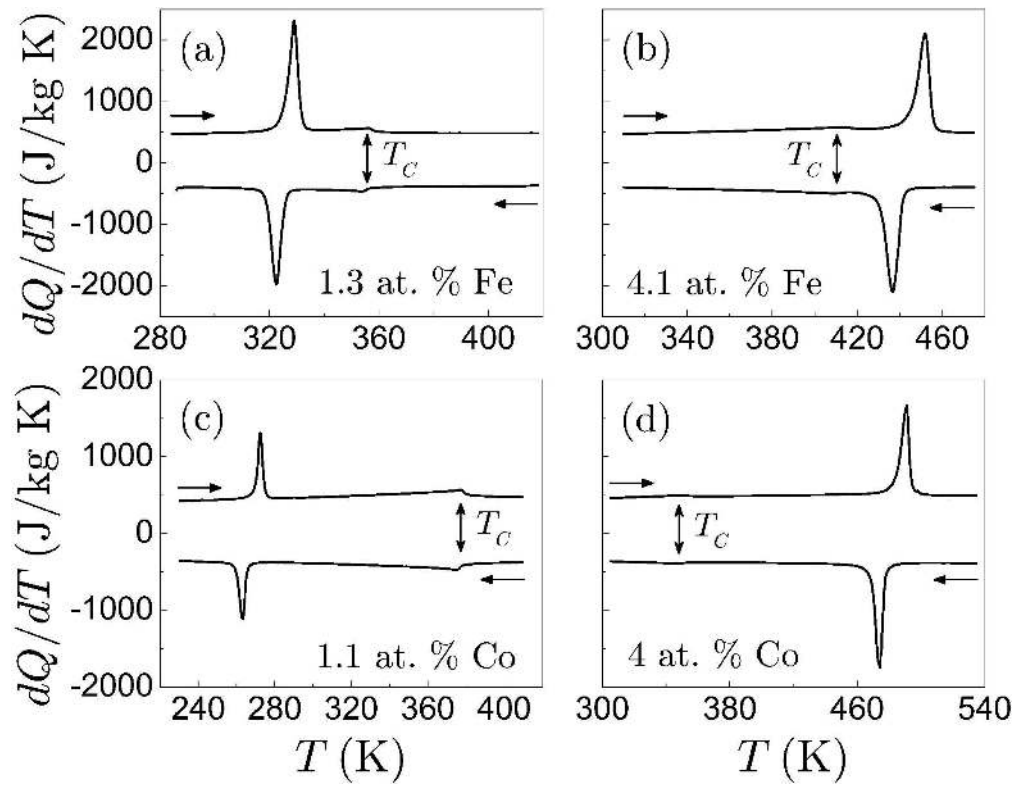 dQ/dT (J/kg K)
2000
1000
0
-1000
-2000
(a)
T_C
1.3 at. % Fe
280 320 360 400
(b)
T_C
4.1 at. % Fe
300 340 380 420 460
dQ/dT (J/kg K)
2000
1000
0
-1000
-2000
(c)
T_C
1.1 at. % Co
240 280 320 360 400
T (K)
(d)
T_C
4 at. % Co
300 380 460 540
T (K)